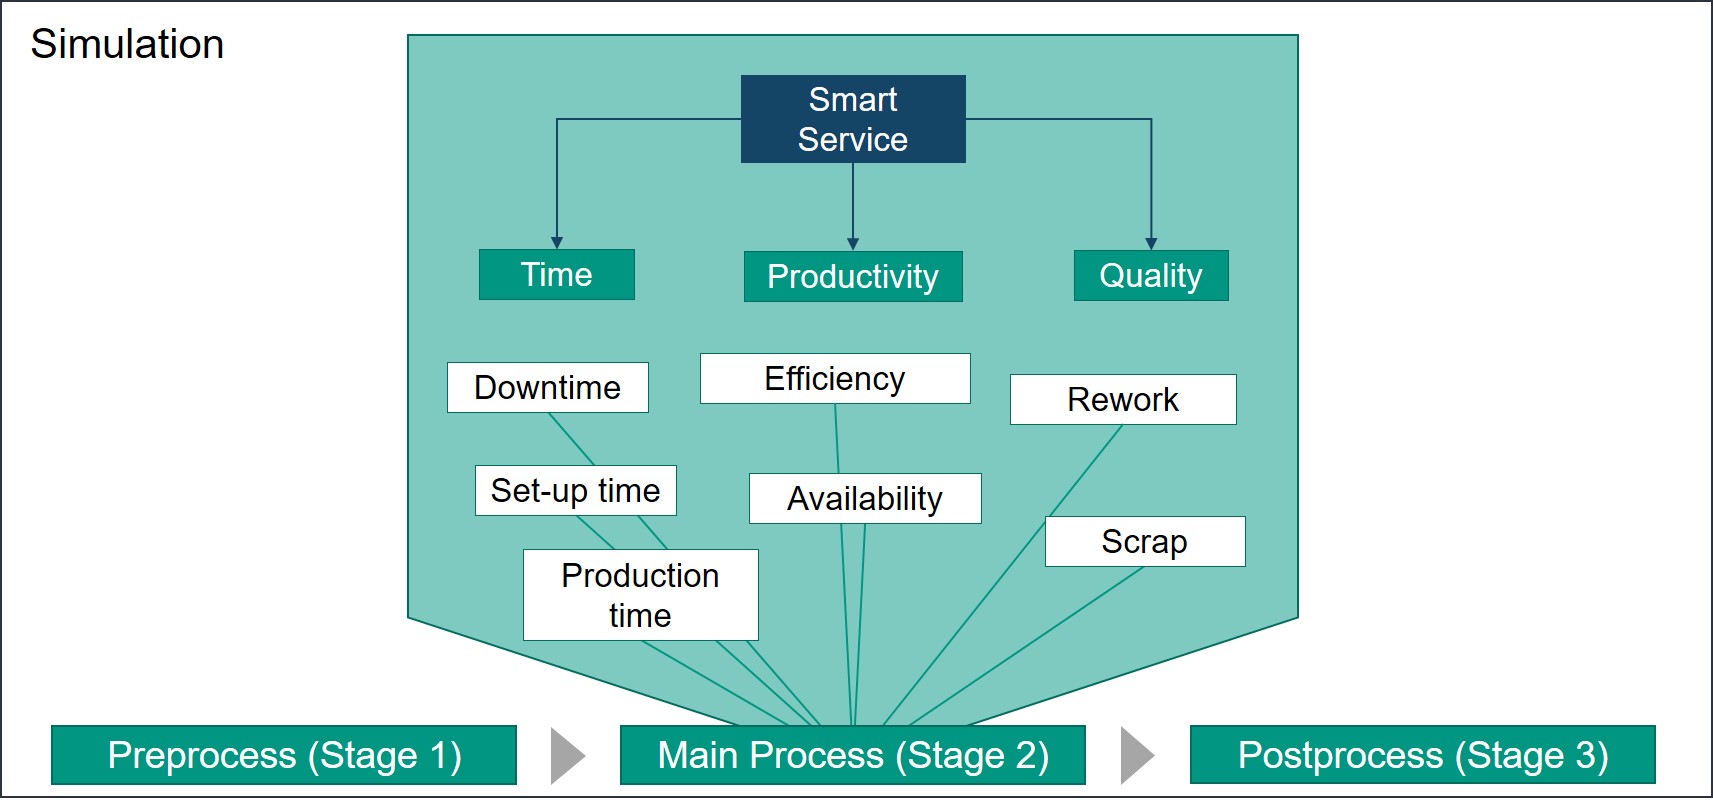 Simulation
Smart
Service
Time
Productivity
Quality
Downtime
Efficiency
Rework
Set-up time
Availability
Scrap
Production
time
Preprocess (Stage 1)
Main Process (Stage 2)
Postprocess (Stage 3)